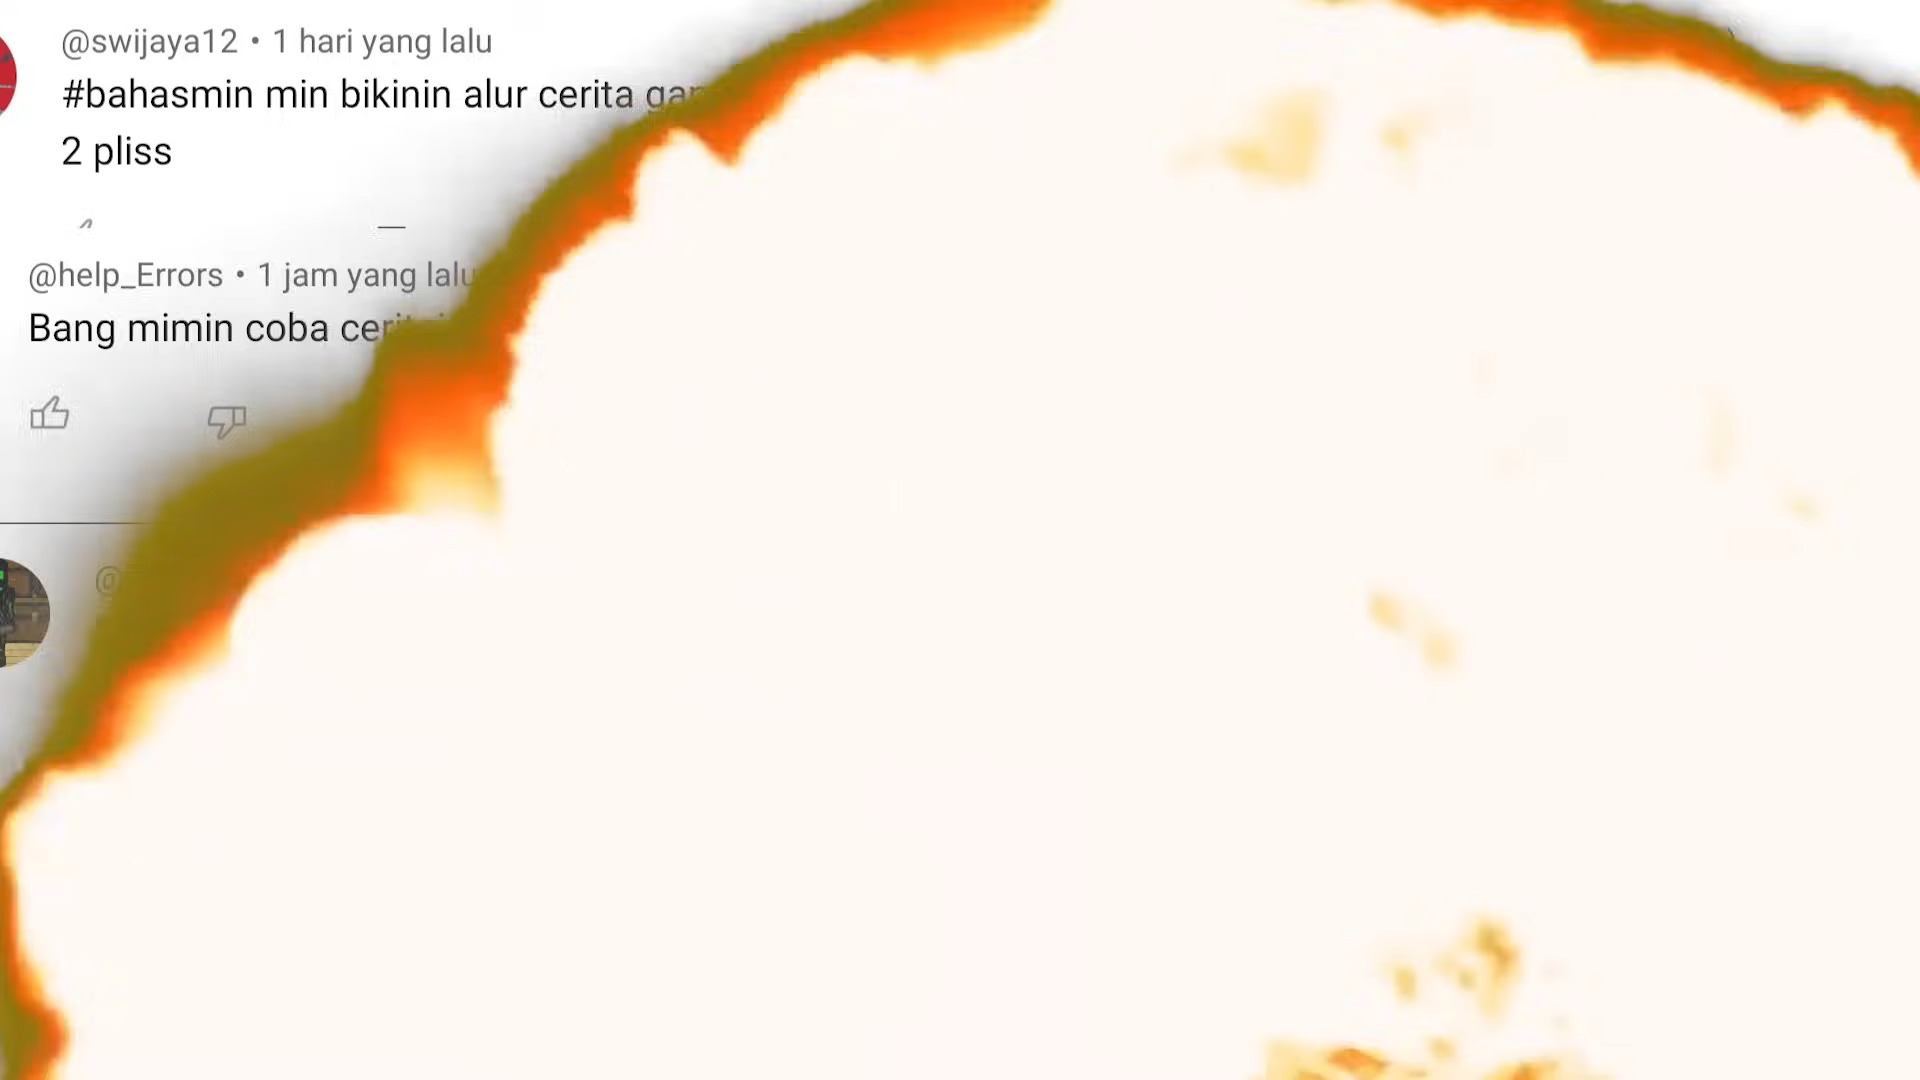 @swijaya12 • 1 hari yang lalu
#bahasmin min bikinin alur cerita
2 pliss
@help_Errors • 1 jam yang lalu
Bang mimin coba
@